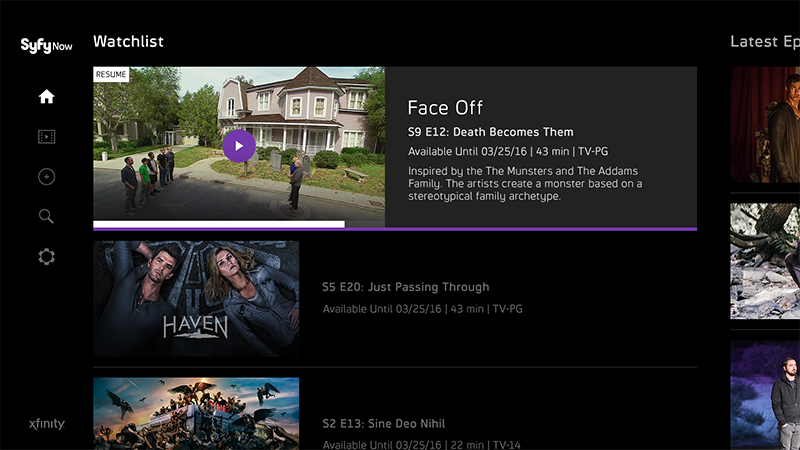 Syfy Now
Watchlist
Latest Ep
RESUME
Face Off
S9 E12: Death Becomes Them
Available Until 03/25/16 | 43 min | TV-PG
Inspired by the The Munsters and The Addams
Family. The artists create a monster based on a
stereotypical family archetype.
HAVEN
S5 E20: Just Passing Through
Available Until 03/25/16 | 43 min | TV-PG
S2 E13: Sine Deo Nihil
Available Until 03/25/16 | 22 min | TV-14
xfinity